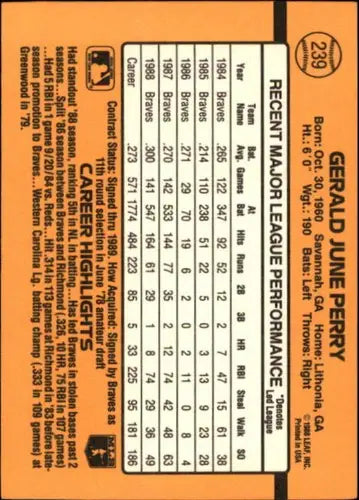 239
GERALD JUNE PERRY
Born: Oct. 30, 1960 Savannah, GA Home: Lithonia, GA
Ht.: 6'0" Wgt.: 190 Bats: Left Throws: Right
© 1988 LEAF, INC.
Printed in USA
RECENT MAJOR LEAGUE PERFORMANCE *Denotes Led League
Year Team Name Bat. Avg. Games At Bat Hits Runs 2B 3B HR RBI Steal Walk SO
1984 Braves .265 122 347 92 52 12 2 7 47 15 61 38
1985 Braves .214 110 238 51 22 5 0 3 13 9 23 28
1986 Braves .271 29 70 19 6 2 0 2 11 0 8 4
1987 Braves .270 142 533 144 77 35 2 12 74 42 48 63
1988 Braves .300 141 547 164 61 29 1 8 74 29 36 49
Career .273 571 1774 484 223 85 5 33 225 95 181 186
Contract Status: Signed thru 1989. How Acquired: Signed by Braves as
11th round selection in June '78 amateur draft
CAREER HIGHLIGHTS
Had standout '88 season, ranking 5th in NL in batting... Has led Braves in stolen bases past 2
seasons...Split '86 season between Braves and Richmond (.326, 10 HR, 75 RBI in 107 games)
...Had 5 RBI in 1 game 9/20/84 vs. Reds...Hit .314 in 113 games at Richmond in '83 before late-
season promotion to Braves...Western Carolina Lg. batting champ (.333 in 109 games) at
Greenwood in '79.